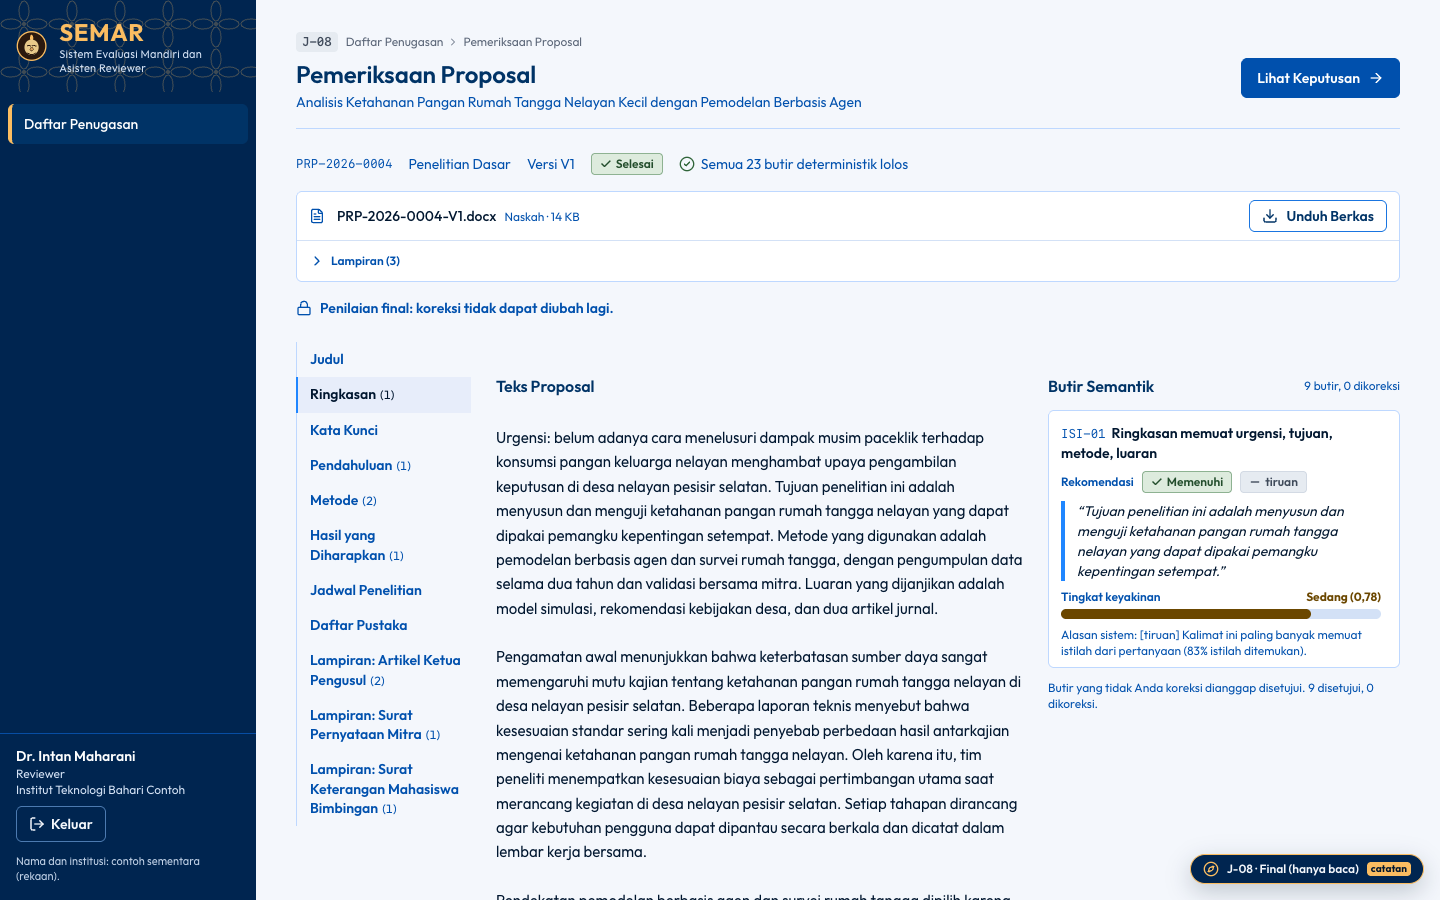 SEMAR
Sistem Evaluasi Mandiri dan
Asisten Reviewer
Daftar Penugasan
Dr. Intan Maharani
Reviewer
Institut Teknologi Bahari Contoh
Keluar
Nama dan institusi: contoh sementara
(rekaan).
J-08 Daftar Penugasan > Pemeriksaan Proposal
Pemeriksaan Proposal
Analisis Ketahanan Pangan Rumah Tangga Nelayan Kecil dengan Pemodelan Berbasis Agen
Lihat Keputusan →
PRP-2026-0004 Penelitian Dasar Versi V1 Selesai Semua 23 butir deterministik lolos
PRP-2026-0004-V1.docx Naskah · 14 KB
Unduh Berkas
Lampiran (3)
Penilaian final: koreksi tidak dapat diubah lagi.
Judul
Ringkasan (1)
Kata Kunci
Pendahuluan (1)
Metode (2)
Hasil yang
Diharapkan (1)
Jadwal Penelitian
Daftar Pustaka
Lampiran: Artikel Ketua
Pengusul (2)
Lampiran: Surat
Pernyataan Mitra (1)
Lampiran: Surat
Keterangan Mahasiswa
Bimbingan (1)
Teks Proposal
Urgensi: belum adanya cara menelusuri dampak musim paceklik terhadap
konsumsi pangan keluarga nelayan menghambat upaya pengambilan
keputusan di desa nelayan pesisir selatan. Tujuan penelitian ini adalah
menyusun dan menguji ketahanan pangan rumah tangga nelayan yang dapat
dipakai pemangku kepentingan setempat. Metode yang digunakan adalah
pemodelan berbasis agen dan survei rumah tangga, dengan pengumpulan data
selama dua tahun dan validasi bersama mitra. Luaran yang dijanjikan adalah
model simulasi, rekomendasi kebijakan desa, dan dua artikel jurnal.
Pengamatan awal menunjukkan bahwa keterbatasan sumber daya sangat
memengaruhi mutu kajian tentang ketahanan pangan rumah tangga nelayan di
desa nelayan pesisir selatan. Beberapa laporan teknis menyebut bahwa
kesesuaian standar sering kali menjadi penyebab perbedaan hasil antarkajian
mengenai ketahanan pangan rumah tangga nelayan. Oleh karena itu, tim
peneliti menempatkan kesesuaian biaya sebagai pertimbangan utama saat
merancang kegiatan di desa nelayan pesisir selatan. Setiap tahapan dirancang
agar kebutuhan pengguna dapat dipantau secara berkala dan dicatat dalam
lembar kerja bersama.
Pendekatan pemodelan berbasis agen dan survei rumah tangga dipilih karena
Butir Semantik
9 butir, 0 dikoreksi
ISI-01 Ringkasan memuat urgensi, tujuan,
metode, luaran
Rekomendasi Memenuhi tiruan
“Tujuan penelitian ini adalah menyusun dan
menguji ketahanan pangan rumah tangga
nelayan yang dapat dipakai pemangku
kepentingan setempat.”
Tingkat keyakinan Sedang (0,78)
Alasan sistem: [tiruan] Kalimat ini paling banyak memuat
istilah dari pertanyaan (83% istilah ditemukan).
Butir yang tidak Anda koreksi dianggap disetujui. 9 disetujui, 0
dikoreksi.
J-08 · Final (hanya baca) catatan